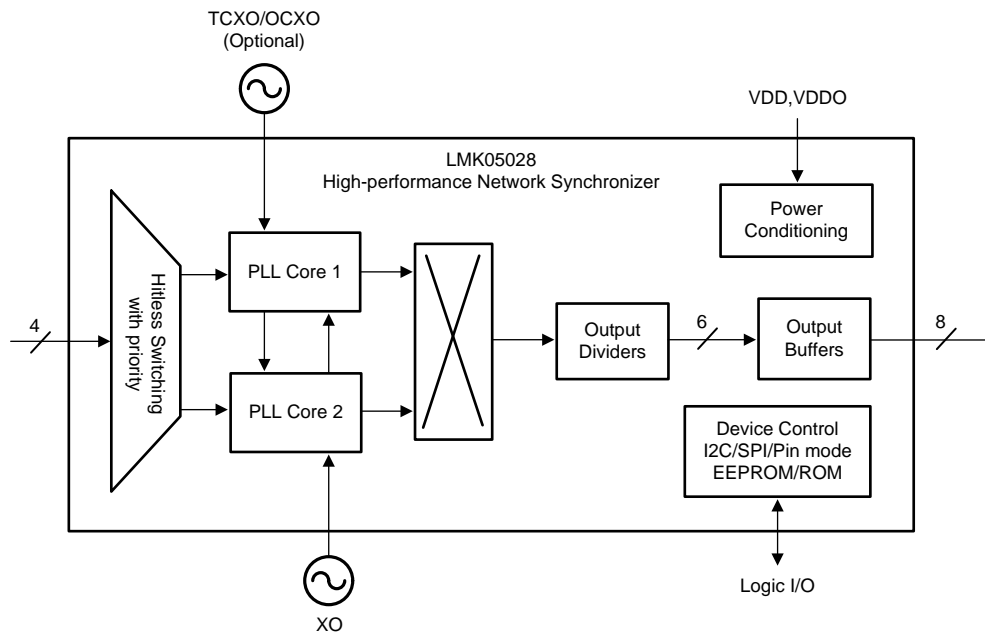 TCXO/OCXO
(Optional)
VDD,VDDO
LMK05028
High-performance Network Synchronizer
Power
Conditioning
Hitless Switching
with priority
PLL Core 1
PLL Core 2
4
Output
Dividers
6
Output
Buffers
8
Device Control
I2C/SPI/Pin mode
EEPROM/ROM
Logic I/O
XO